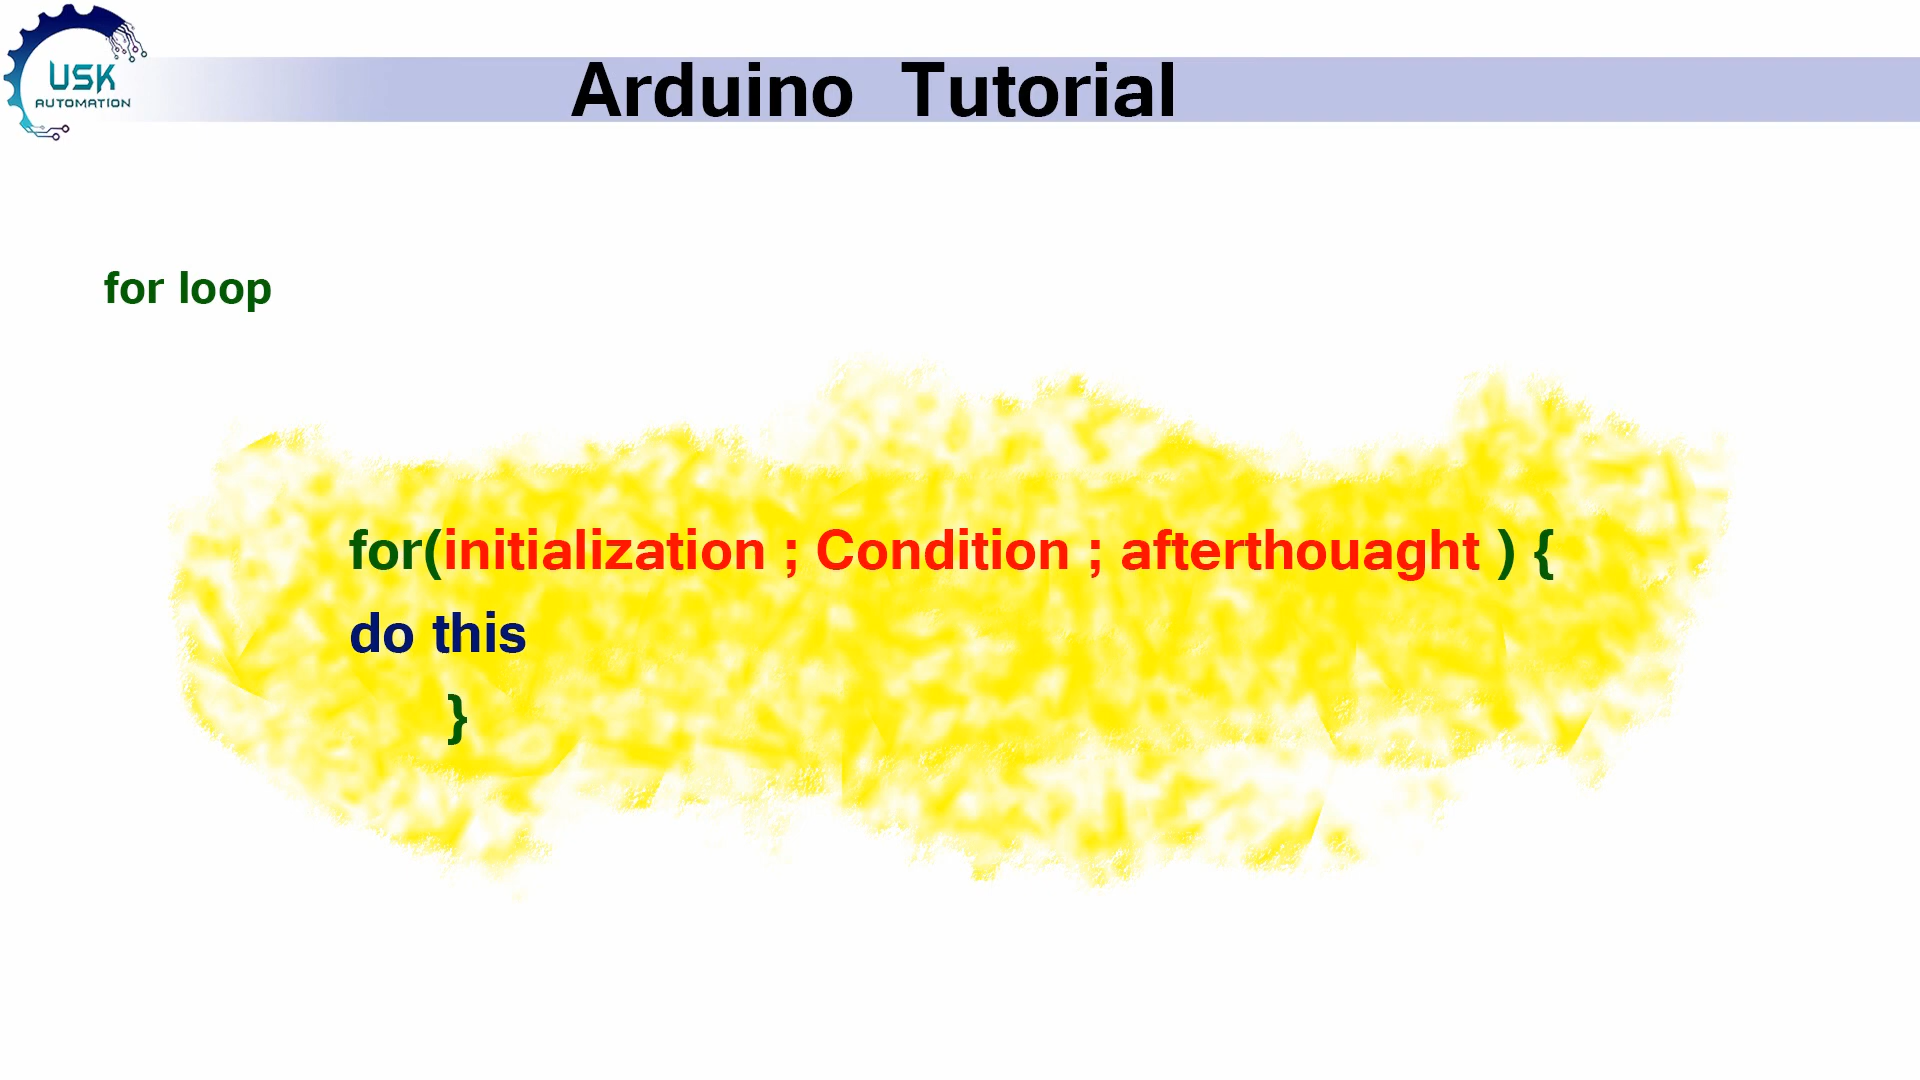 USK
AUTOMATION
Arduino Tutorial
for loop
for(initialization ; Condition ; afterthouaght ) {
do this
}